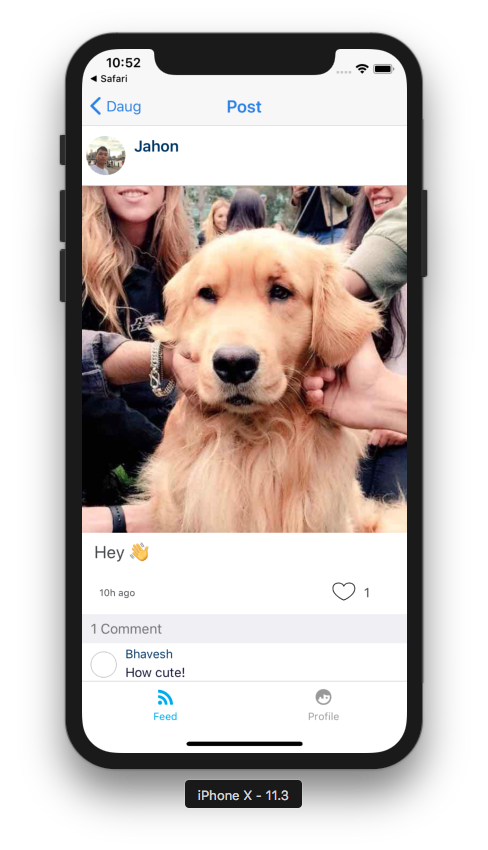 10:52
◀ Safari
Daug
Post
Jahon
Hey 👋
10h ago
1
1 Comment
Bhavesh
How cute!
Feed
Profile
iPhone X - 11.3